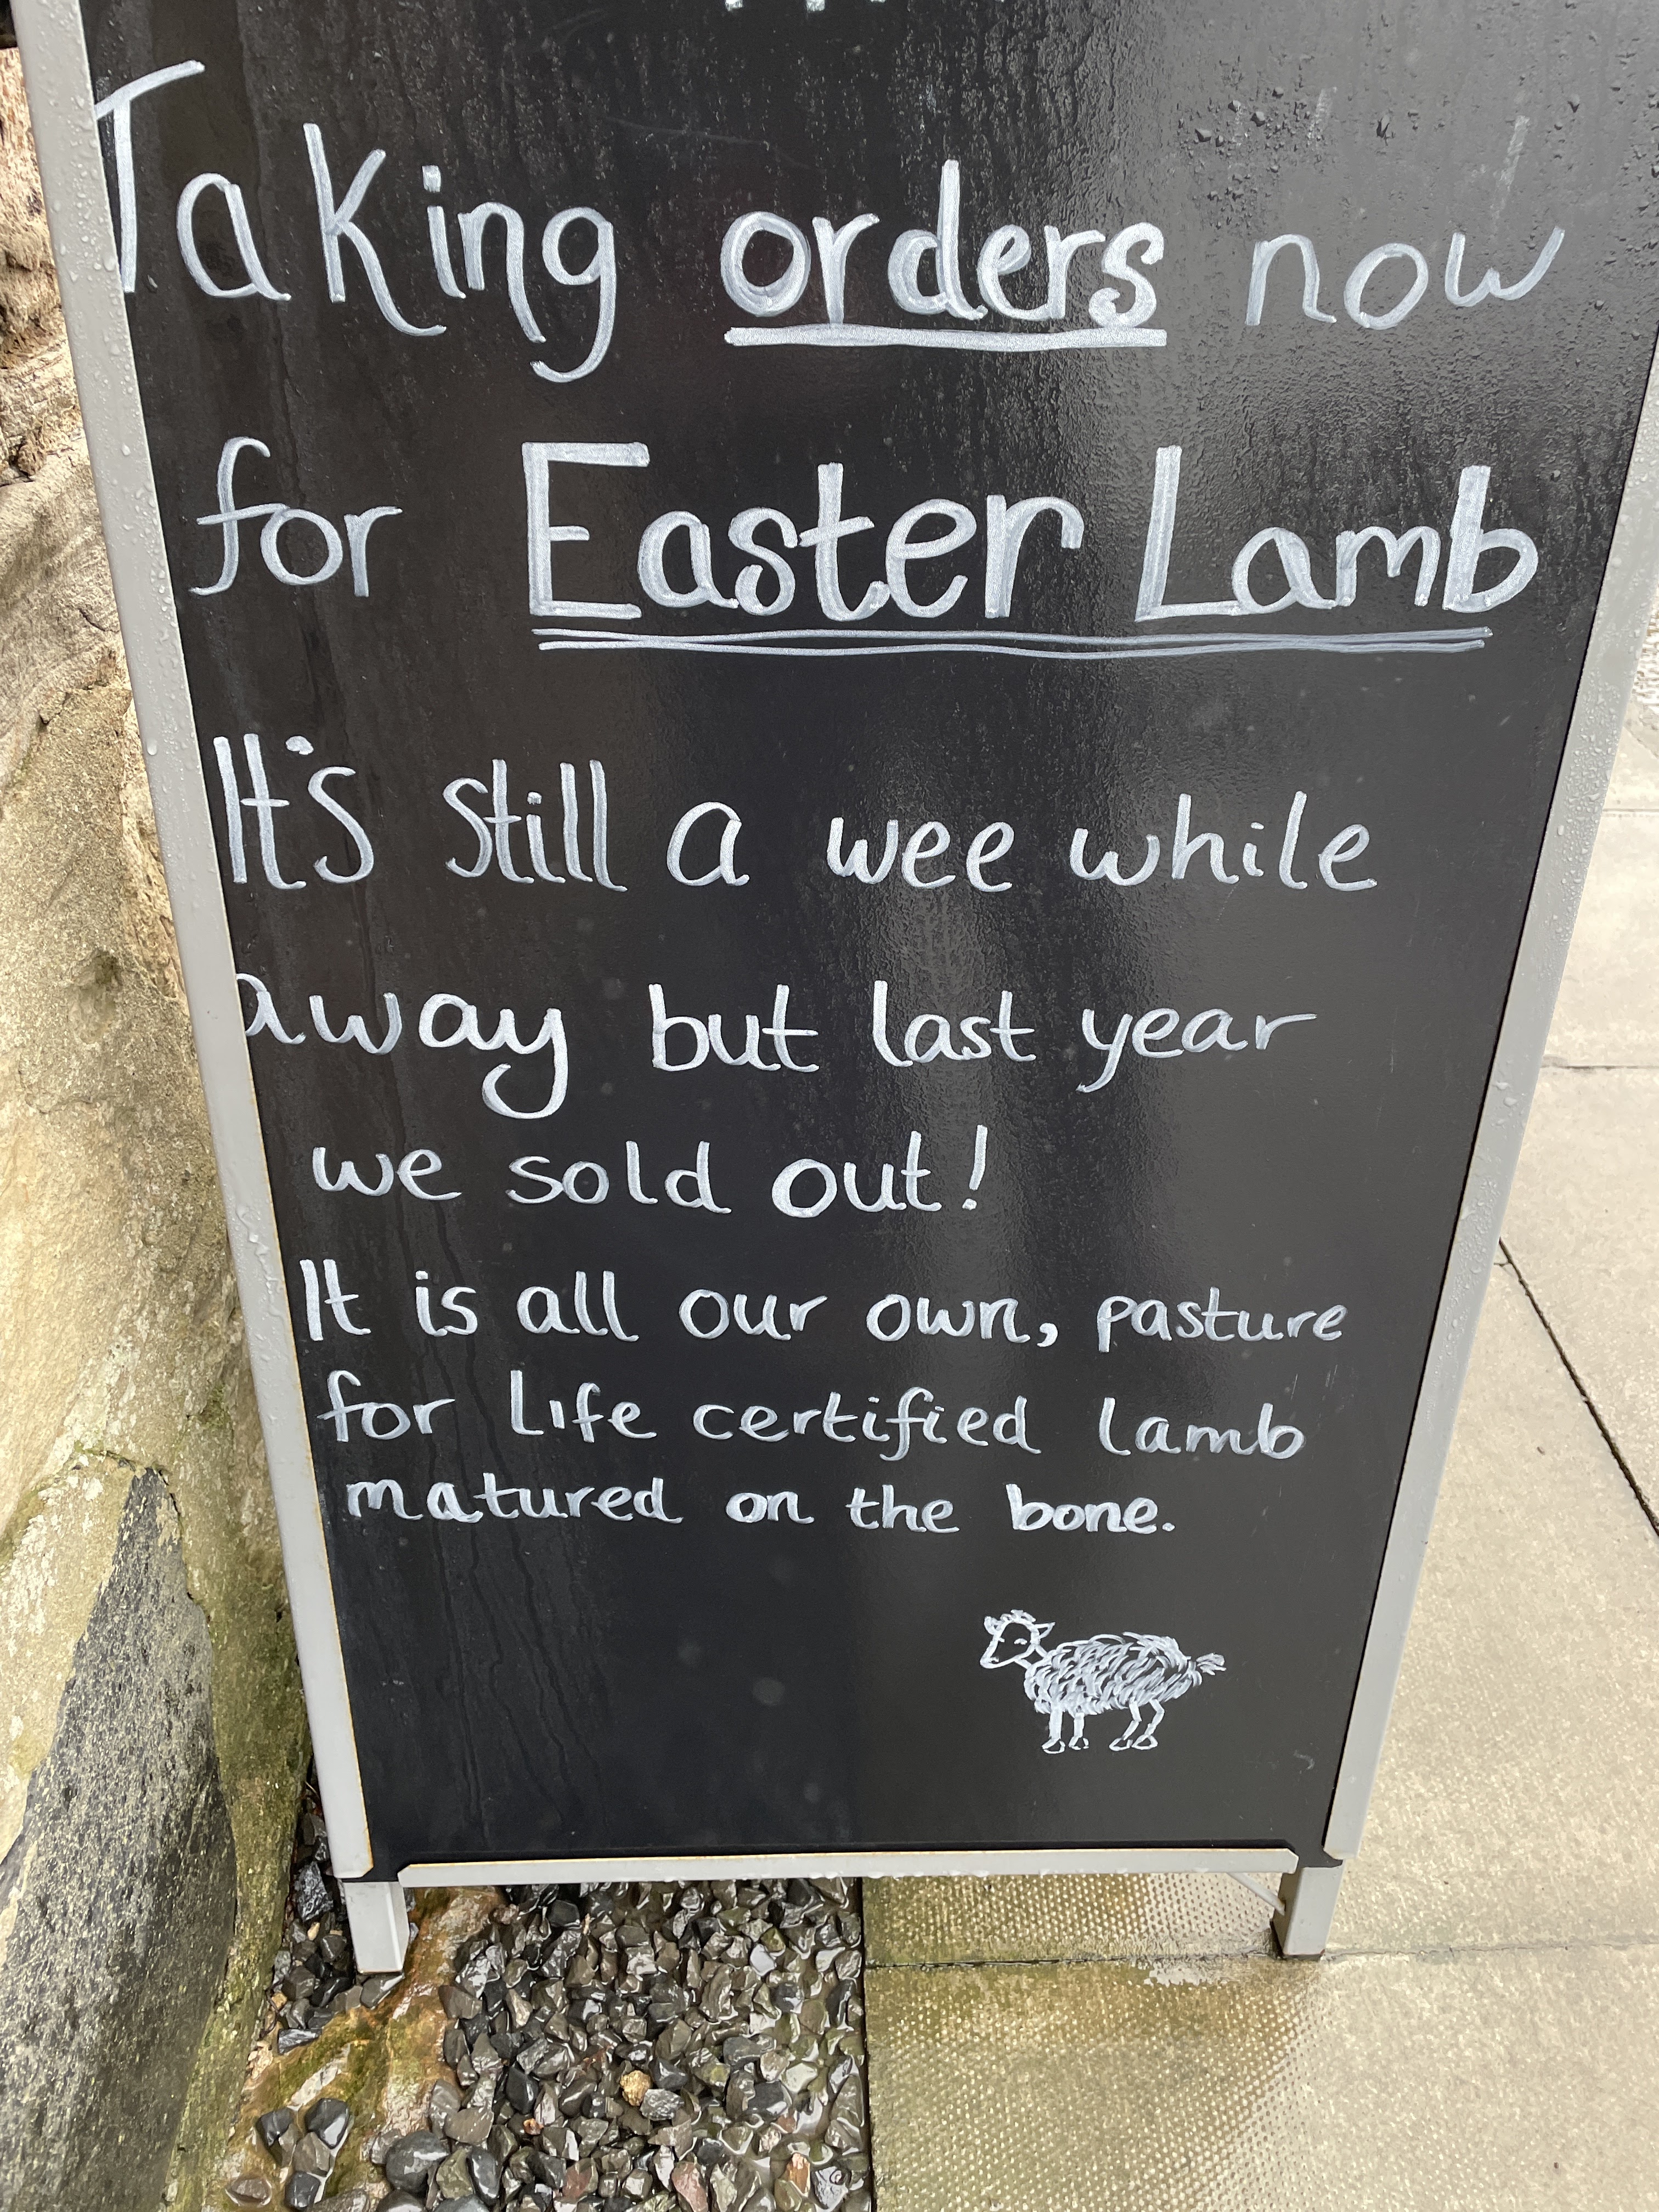 Taking orders now
for Easter Lamb
It's still a wee while
away but last year
we sold out!
It is all our own, pasture
for life certified lamb
matured on the bone.